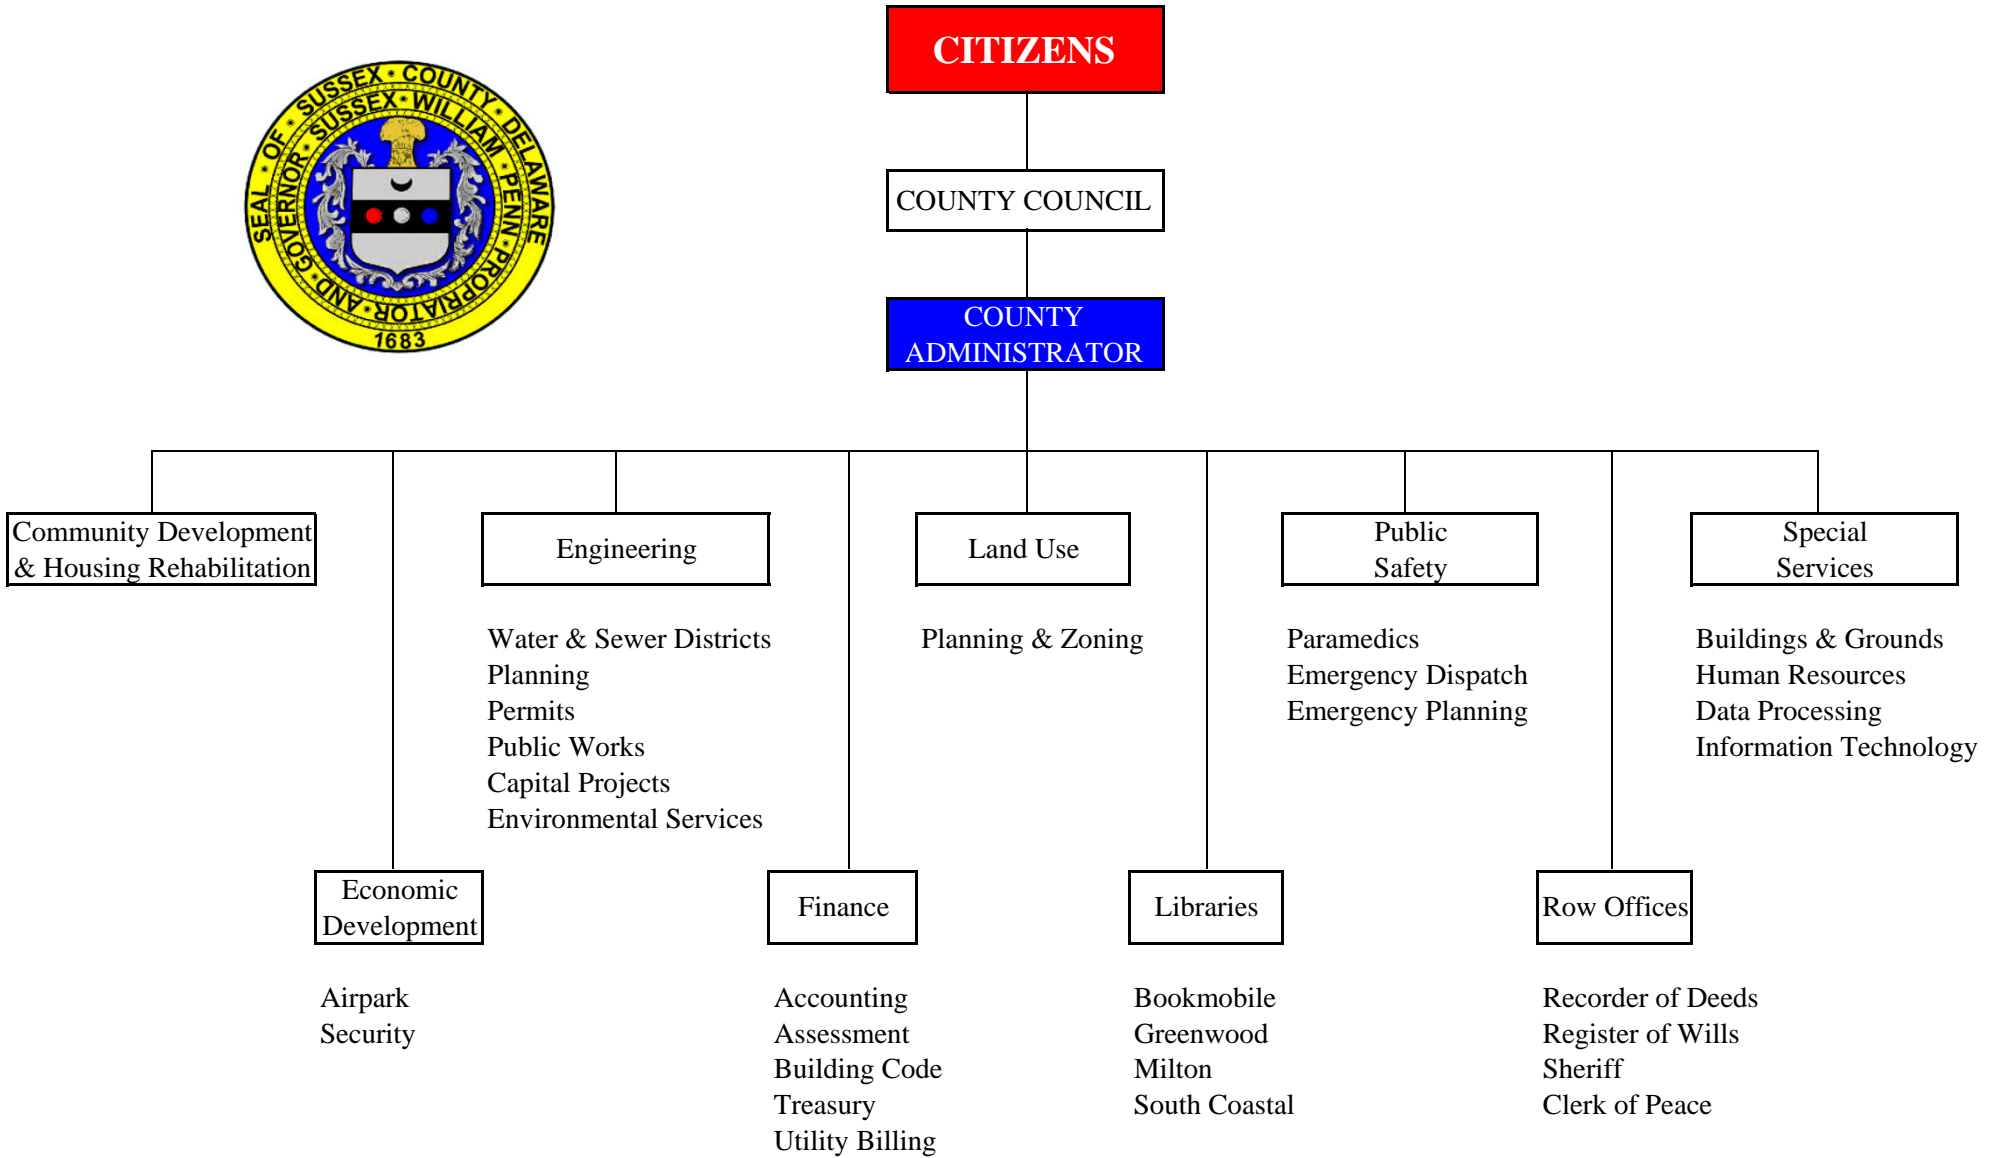 CITIZENS
SEAL · OF · SUSSEX · COUNTY · DELAWARE
GOVERNOR · SUSSEX · WILLIAM · PENN · PROPRIATOR · AND ·
1683
COUNTY COUNCIL
COUNTY
ADMINISTRATOR
Community Development
& Housing Rehabilitation
Engineering
Land Use
Public
Safety
Special
Services
Water & Sewer Districts
Planning
Permits
Public Works
Capital Projects
Environmental Services
Planning & Zoning
Paramedics
Emergency Dispatch
Emergency Planning
Buildings & Grounds
Human Resources
Data Processing
Information Technology
Economic
Development
Finance
Libraries
Row Offices
Airpark
Security
Accounting
Assessment
Building Code
Treasury
Utility Billing
Bookmobile
Greenwood
Milton
South Coastal
Recorder of Deeds
Register of Wills
Sheriff
Clerk of Peace